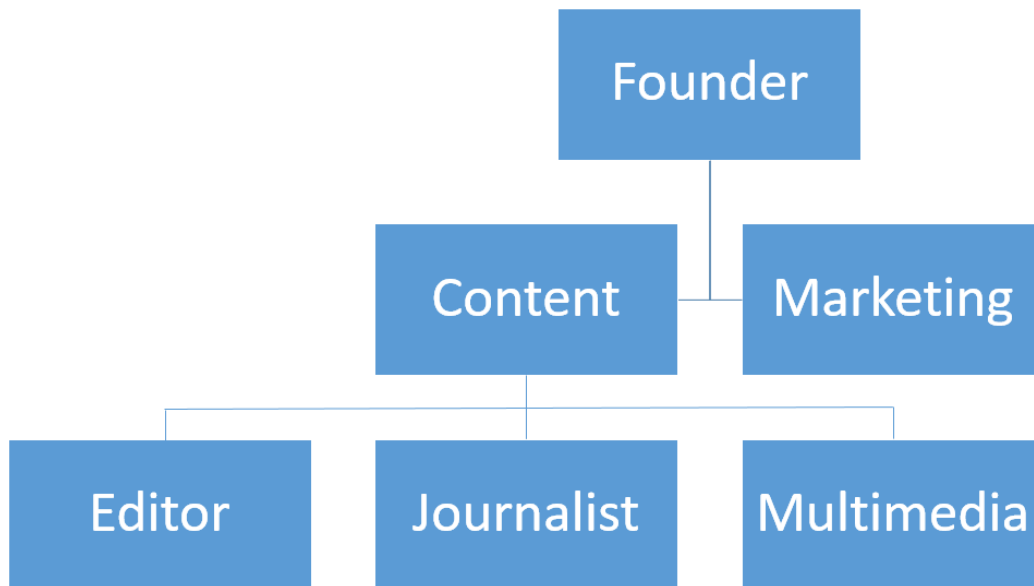 Founder
Content
Marketing
Editor
Journalist
Multimedia